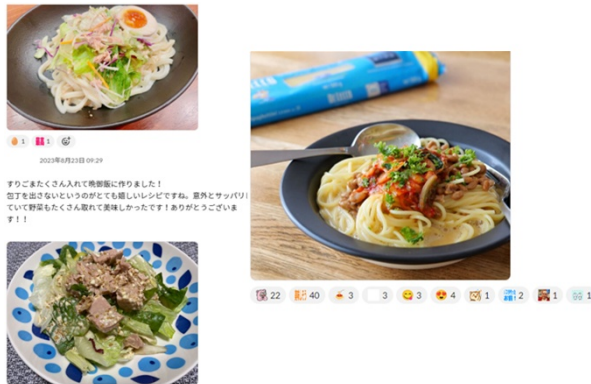 1 1
2023年8月23日 09:29
すりごまたくさん入れて晩御飯に作りました!
包丁を出さないというのがとても嬉しいレシピですね。意外とサッパリ
ていて野菜もたくさん取れて美味しかったです!ありがとうございま
す!!
22 40 3 3 3 4 1 2 1 1